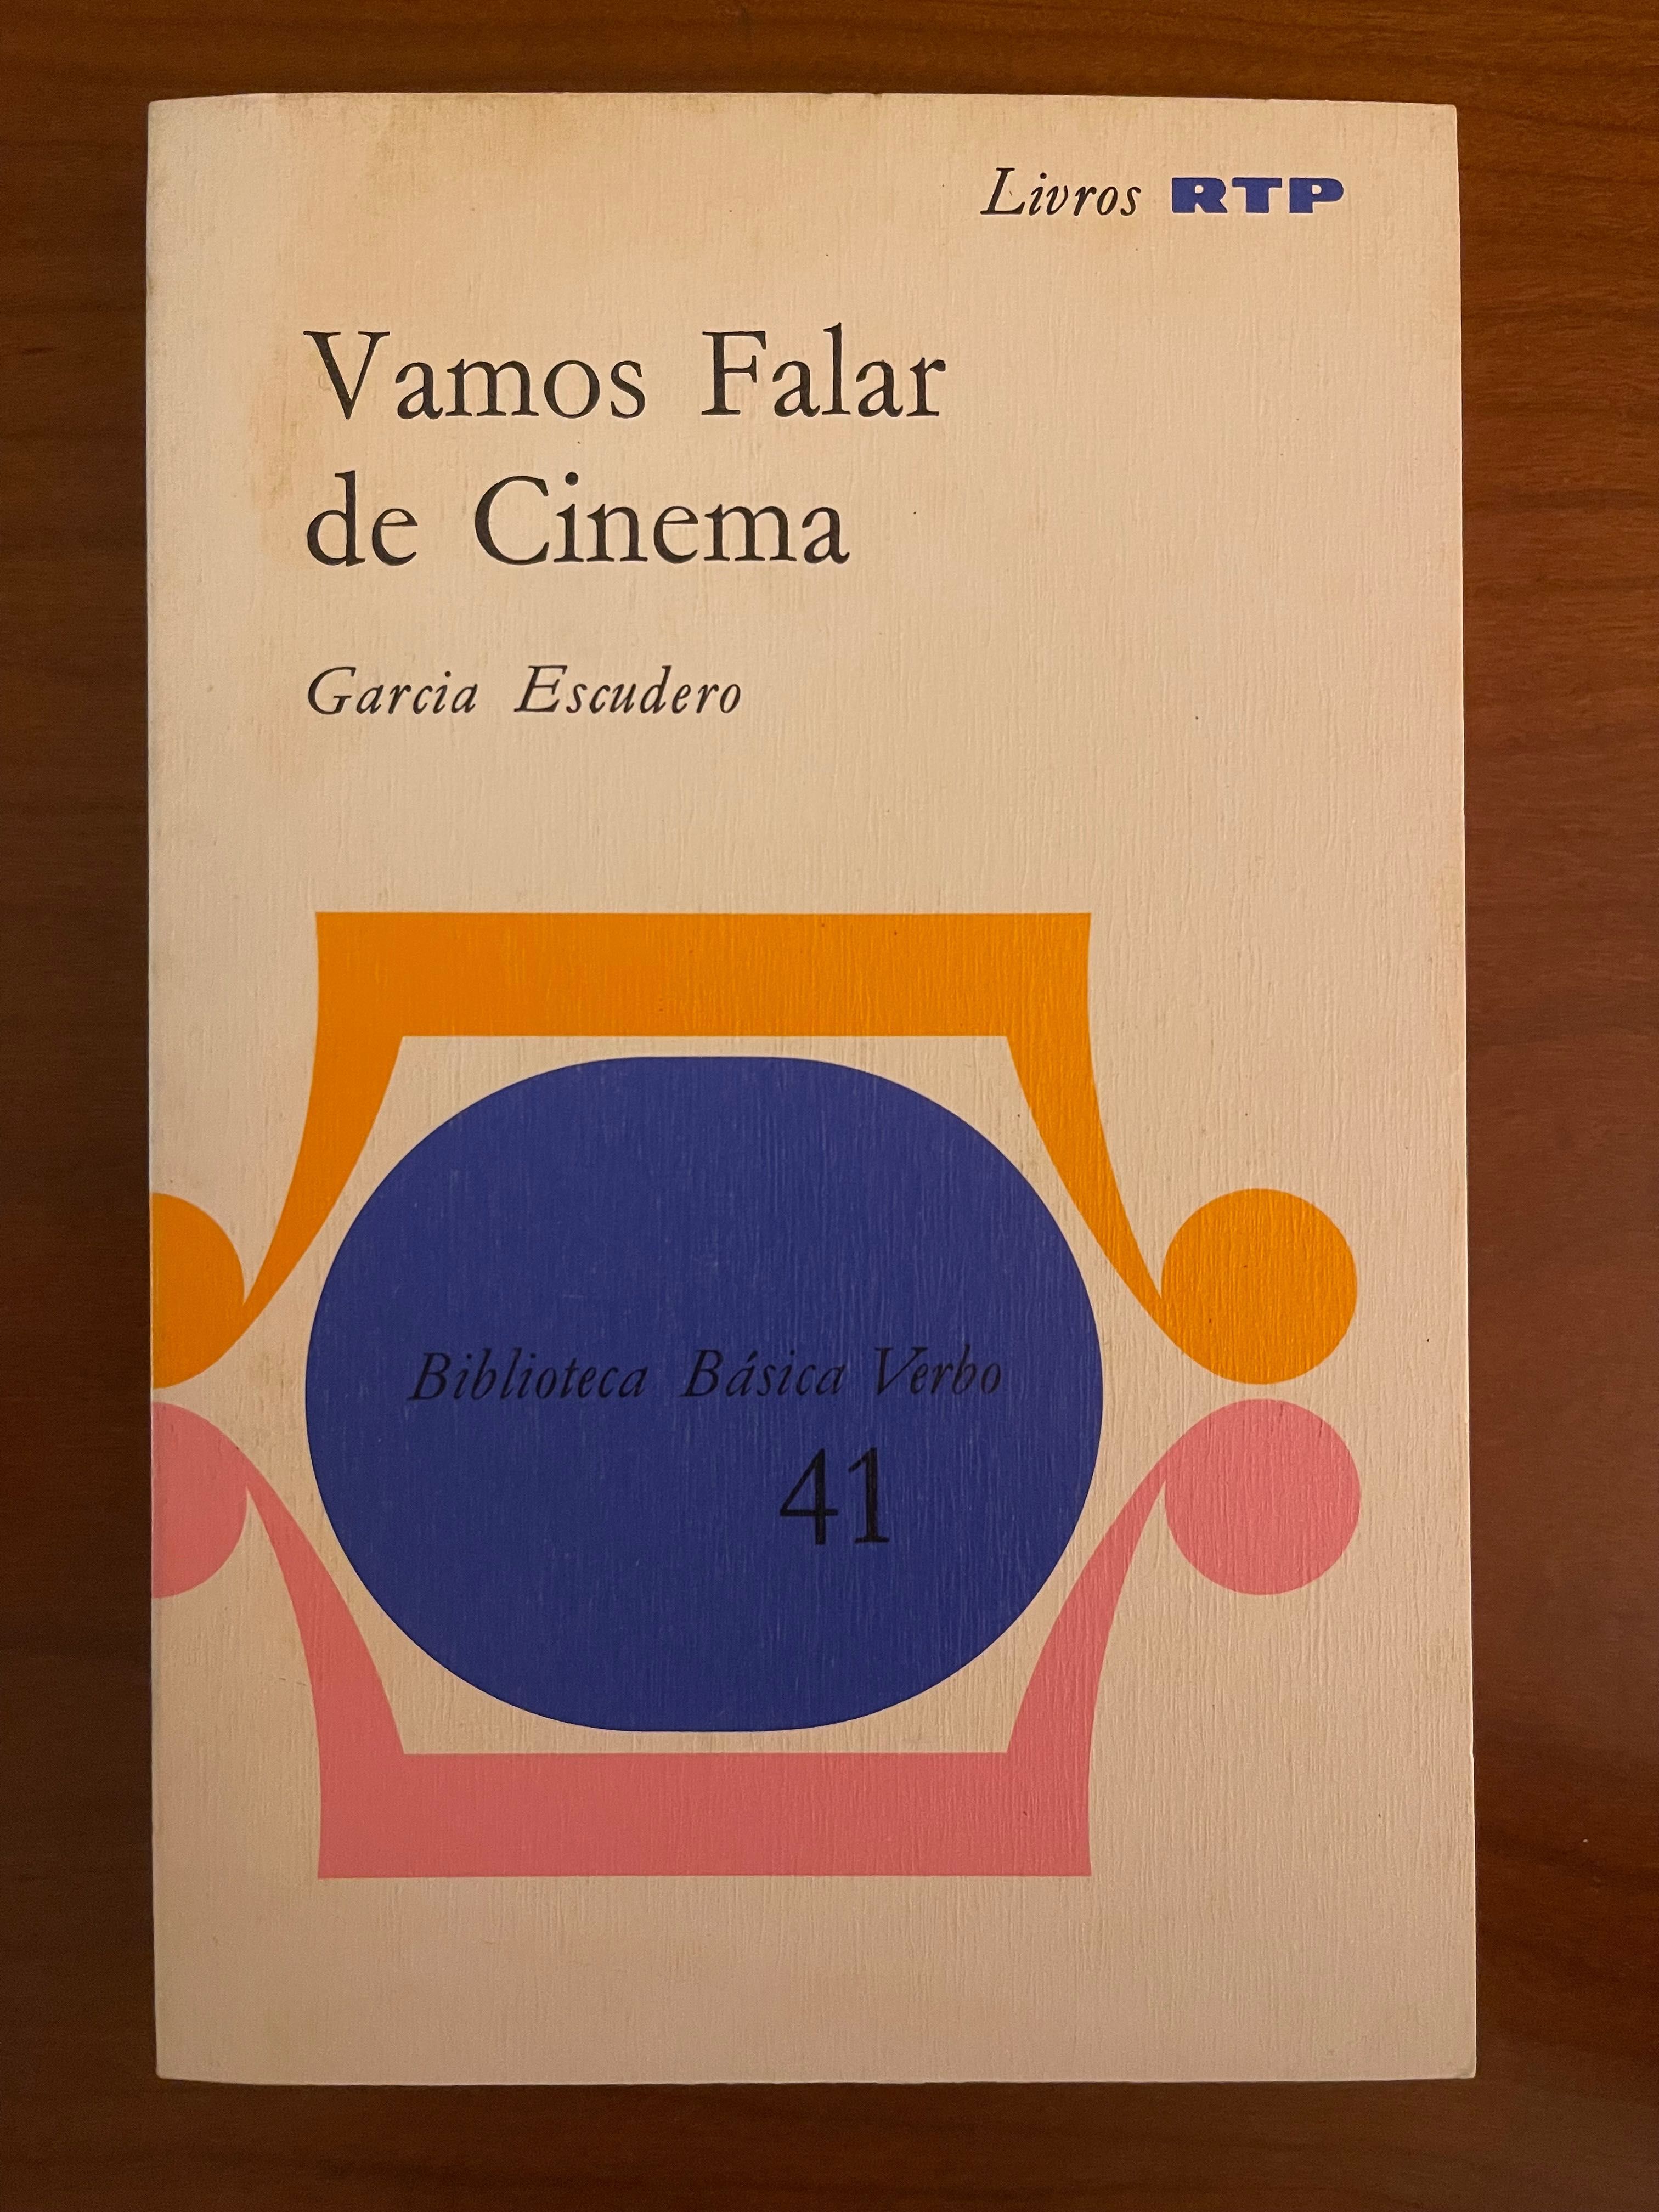 Livros RTP
Vamos Falar
de Cinema
Garcia Escudero
Biblioteca Básica Verbo
41